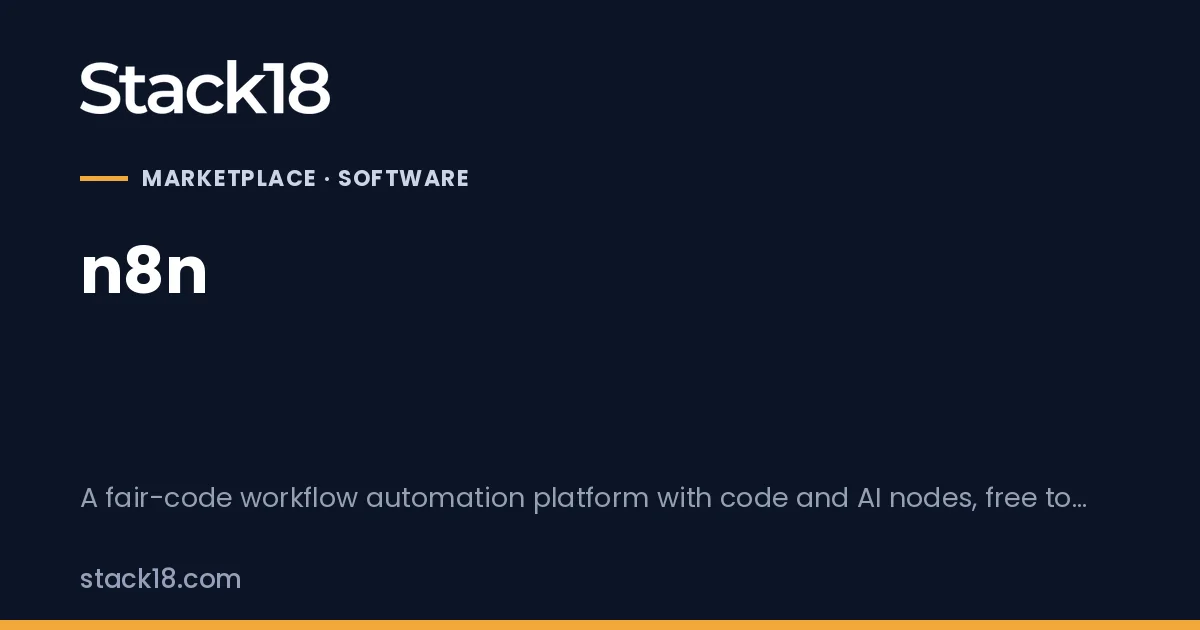 Stack18
MARKETPLACE · SOFTWARE
n8n
A fair-code workflow automation platform with code and AI nodes, free to...
stack18.com